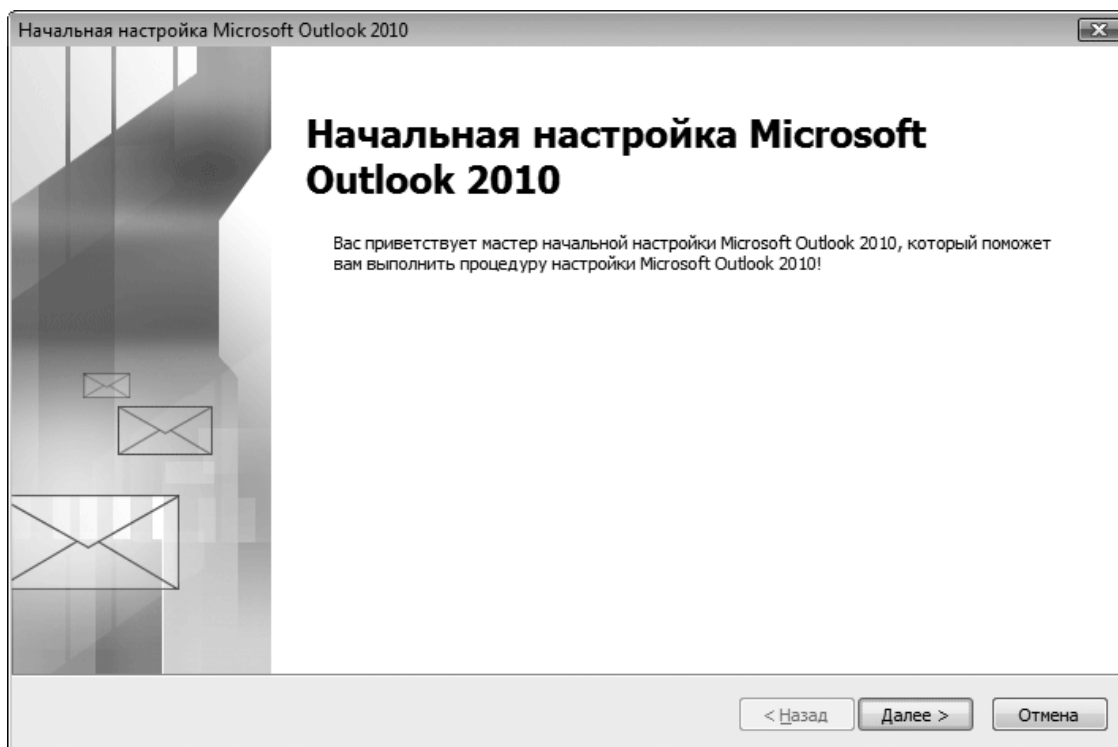 Начальная настройка Microsoft Outlook 2010
Начальная настройка Microsoft
Outlook 2010
Вас приветствует мастер начальной настройки Microsoft Outlook 2010, который поможет
вам выполнить процедуру настройки Microsoft Outlook 2010!
< Назад Далее > Отмена